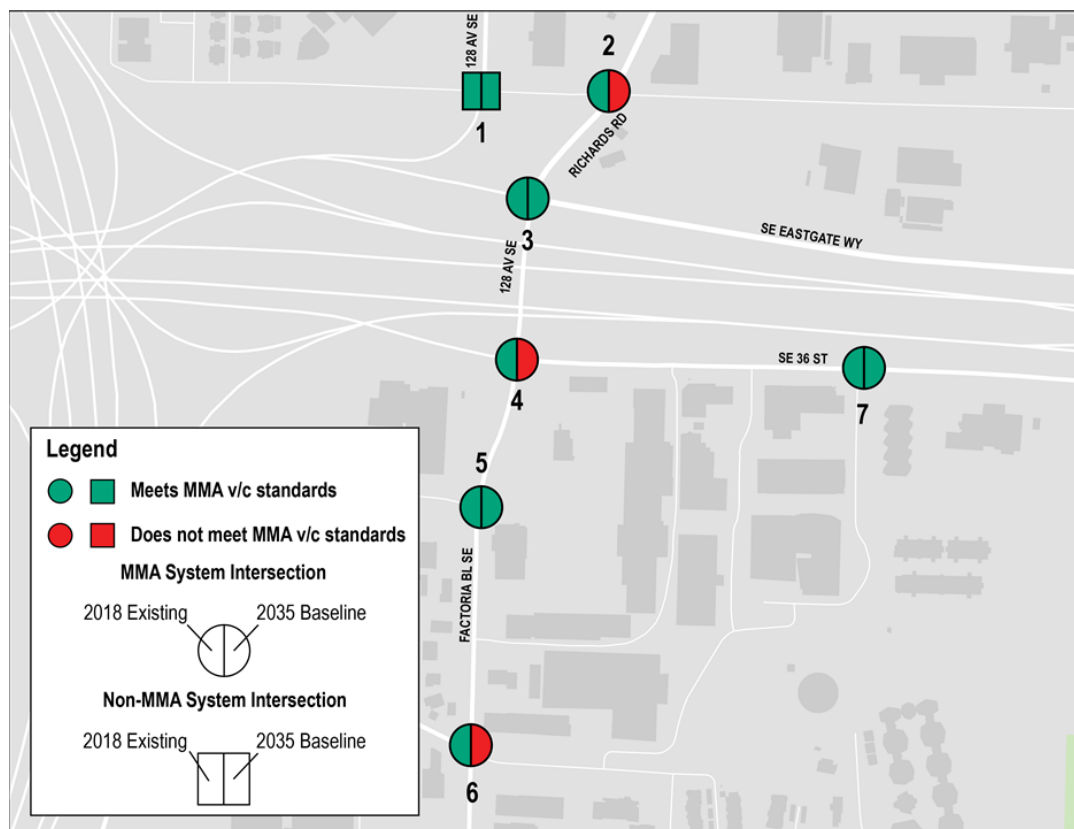 128 AV SE
2
1
RICHARDS RD
3
SE EASTGATE WY
128 AV SE
SE 36 ST
4
7
5
FACTORIA BL SE
6
Legend
Meets MMA v/c standards
Does not meet MMA v/c standards
MMA System Intersection
2018 Existing 2035 Baseline
Non-MMA System Intersection
2018 Existing 2035 Baseline